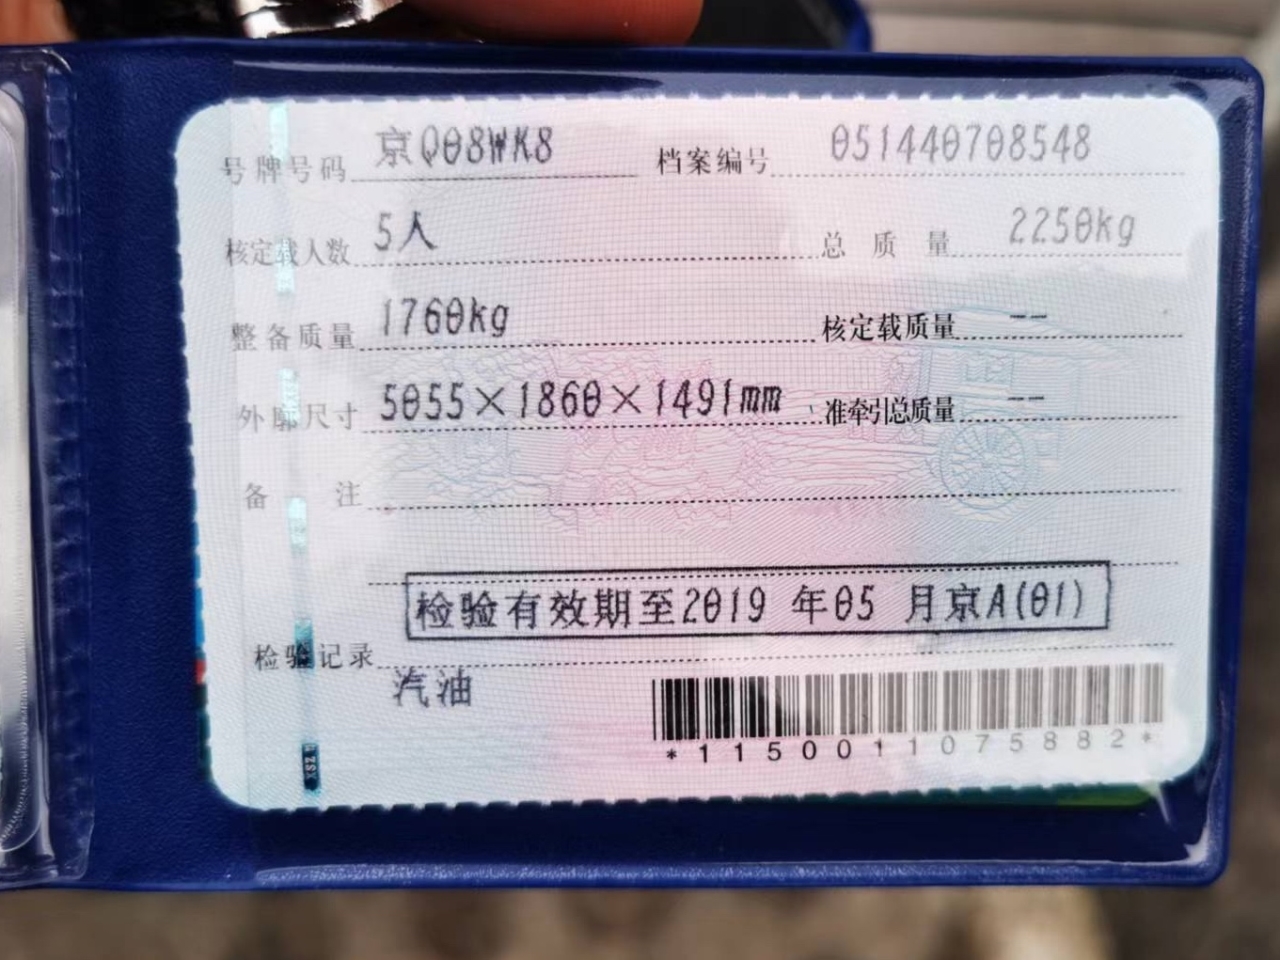 号牌号码 京Q08WK8 档案编号 051440708548
核定载人数 5人 总质量 2250kg
整备质量 1760kg 核定载质量 --
外廓尺寸 5055×1860×1491mm 准牵引总质量 --
备注
检验有效期至2019 年05 月京A(01)
检验记录
汽油
*1150011075882*